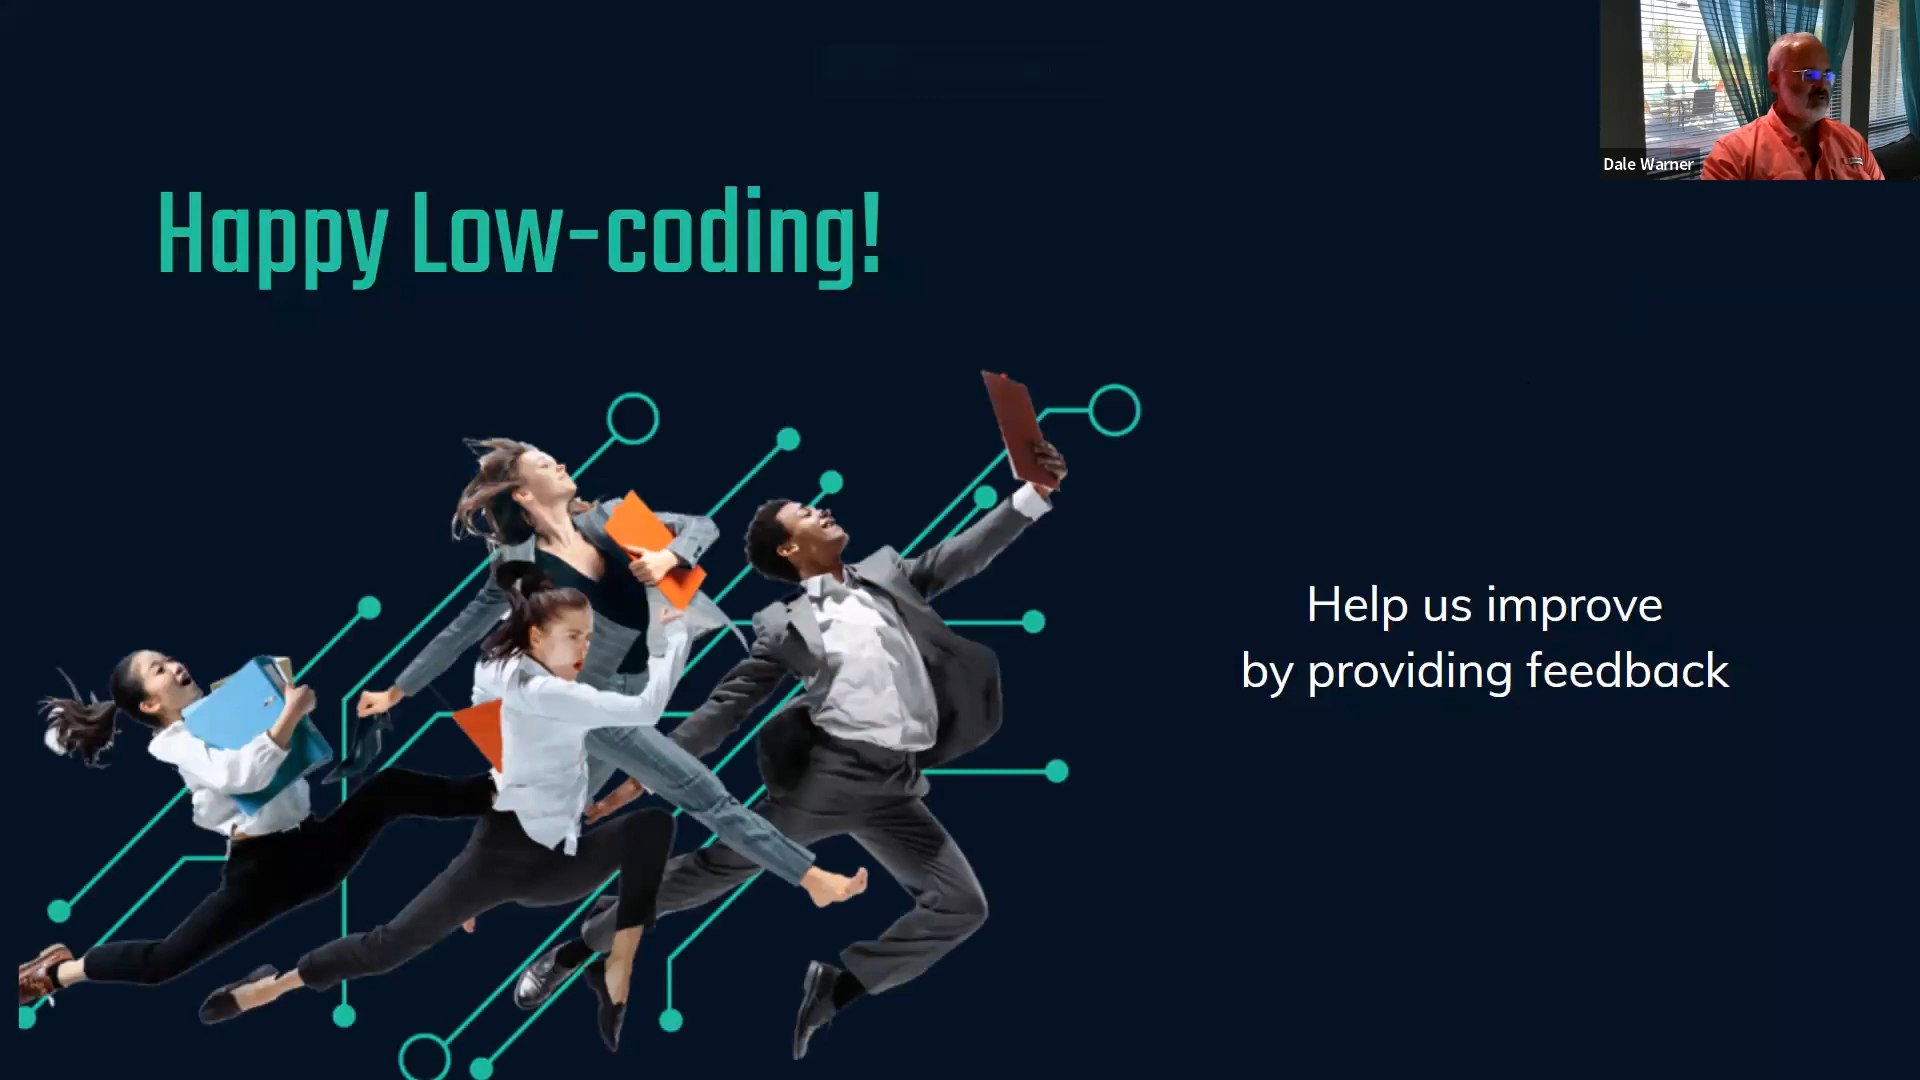 Dale Warner
Happy Low-coding!
Help us improve
by providing feedback